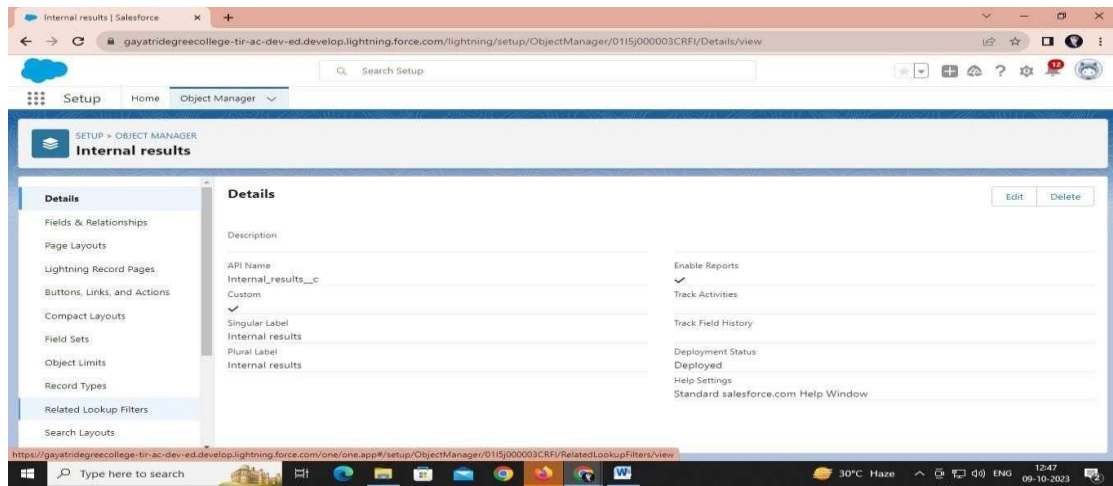 Internal results | Salesforce
gayatridegreecollege-tir-ac-dev-ed.develop.lightning.force.com/lightning/setup/ObjectManager/01I5j000003CRFI/Details/view
Search Setup
12
Setup Home Object Manager
SETUP > OBJECT MANAGER
Internal results
Details
Fields & Relationships
Page Layouts
Lightning Record Pages
Buttons, Links, and Actions
Compact Layouts
Field Sets
Object Limits
Record Types
Related Lookup Filters
Search Layouts
Details
Edit Delete
Description
API Name
Internal_results__c
Custom
Singular Label
Internal results
Plural Label
Internal results
Enable Reports
Track Activities
Track Field History
Deployment Status
Deployed
Help Settings
Standard salesforce.com Help Window
https://gayatridegreecollege-tir-ac-dev-ed.develop.lightning.force.com/one/one.app#/setup/ObjectManager/01I5j000003CRFI/RelatedLookupFilters/view
Type here to search
30°C Haze
ENG
12:47
09-10-2023
2